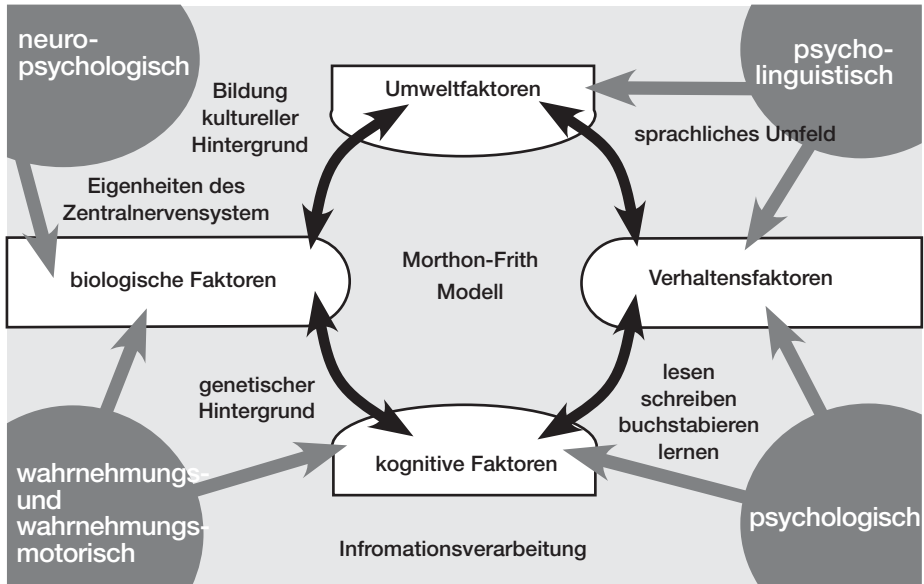 neuro-
psychologisch
Bildung
kultureller
Hintergrund
Umweltfaktoren
psycho-
linguistisch
sprachliches Umfeld
Eigenheiten des
Zentralnervensystem
biologische Faktoren
Morthon-Frith
Modell
Verhaltensfaktoren
genetischer
Hintergrund
lesen
schreiben
buchstabieren
lernen
kognitive Faktoren
wahrnehmungs-
und
wahrnehmungs-
motorisch
psychologisch
Infromationsverarbeitung